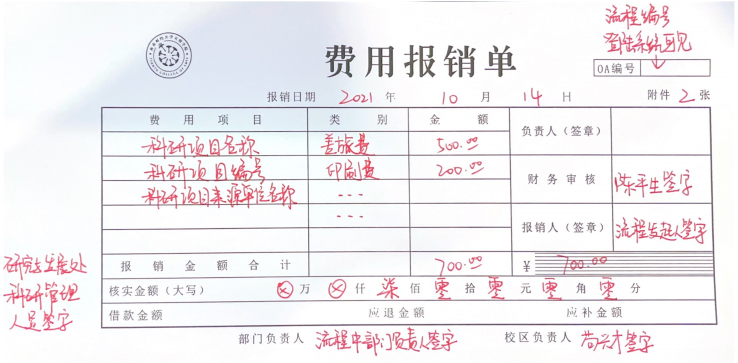 流程编号
登陆系统可见
费用报销单
OA编号
报销日期 2021 年 10 月 14 日 附件 2 张
费用项目 类别 金额 负责人（签章）
科研项目名称 差旅费 500.00
科研项目编号 印刷费 200.00 财务审核 陈平生签字
科研项目来源单位名称 ---
--- 报销人（签章） 流程发起人签字
报销金额合计 700.00 ¥ 700.00
研究生展处
科研管理
人员签字
核实金额（大写） ⊗ 万 ⊗ 仟 柒 佰 零 拾 零 元 零 角 零 分
借款金额 应退金额 应补金额
部门负责人 流程中部门负责人签字 校区负责人 尚兴才签字